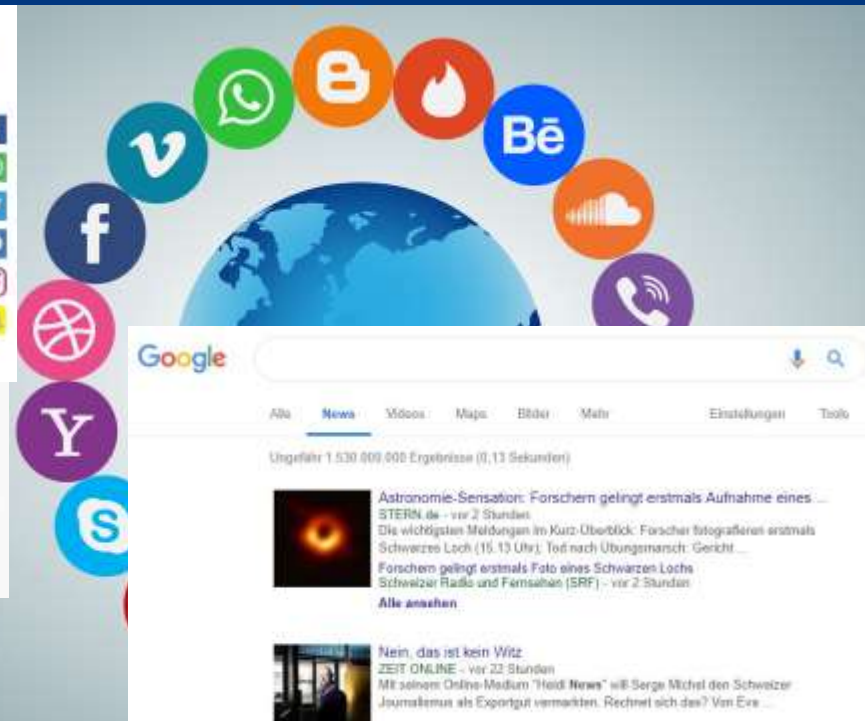 Bē
f
Y
S
Google
Alle News Videos Maps Bilder Mehr Einstellungen Tools
Ungefähr 1.530.000.000 Ergebnisse (0,13 Sekunden)
Astronomie-Sensation: Forschern gelingt erstmals Aufnahme eines ...
STERN.de - vor 2 Stunden
Die wichtigsten Meldungen im Kurz-Überblick: Forscher fotografieren erstmals
Schwarzes Loch (15.13 Uhr); Tod nach Übungsmarsch: Gericht ...
Forschern gelingt erstmals Foto eines Schwarzen Lochs
Schweizer Radio und Fernsehen (SRF) - vor 2 Stunden
Alle ansehen
Nein, das ist kein Witz
ZEIT ONLINE - vor 22 Stunden
Mit seinem Online-Medium "Heidi News" will Serge Michel den Schweizer
Journalismus als Exportgut vermarkten. Rechnet sich das? Von Eva ...